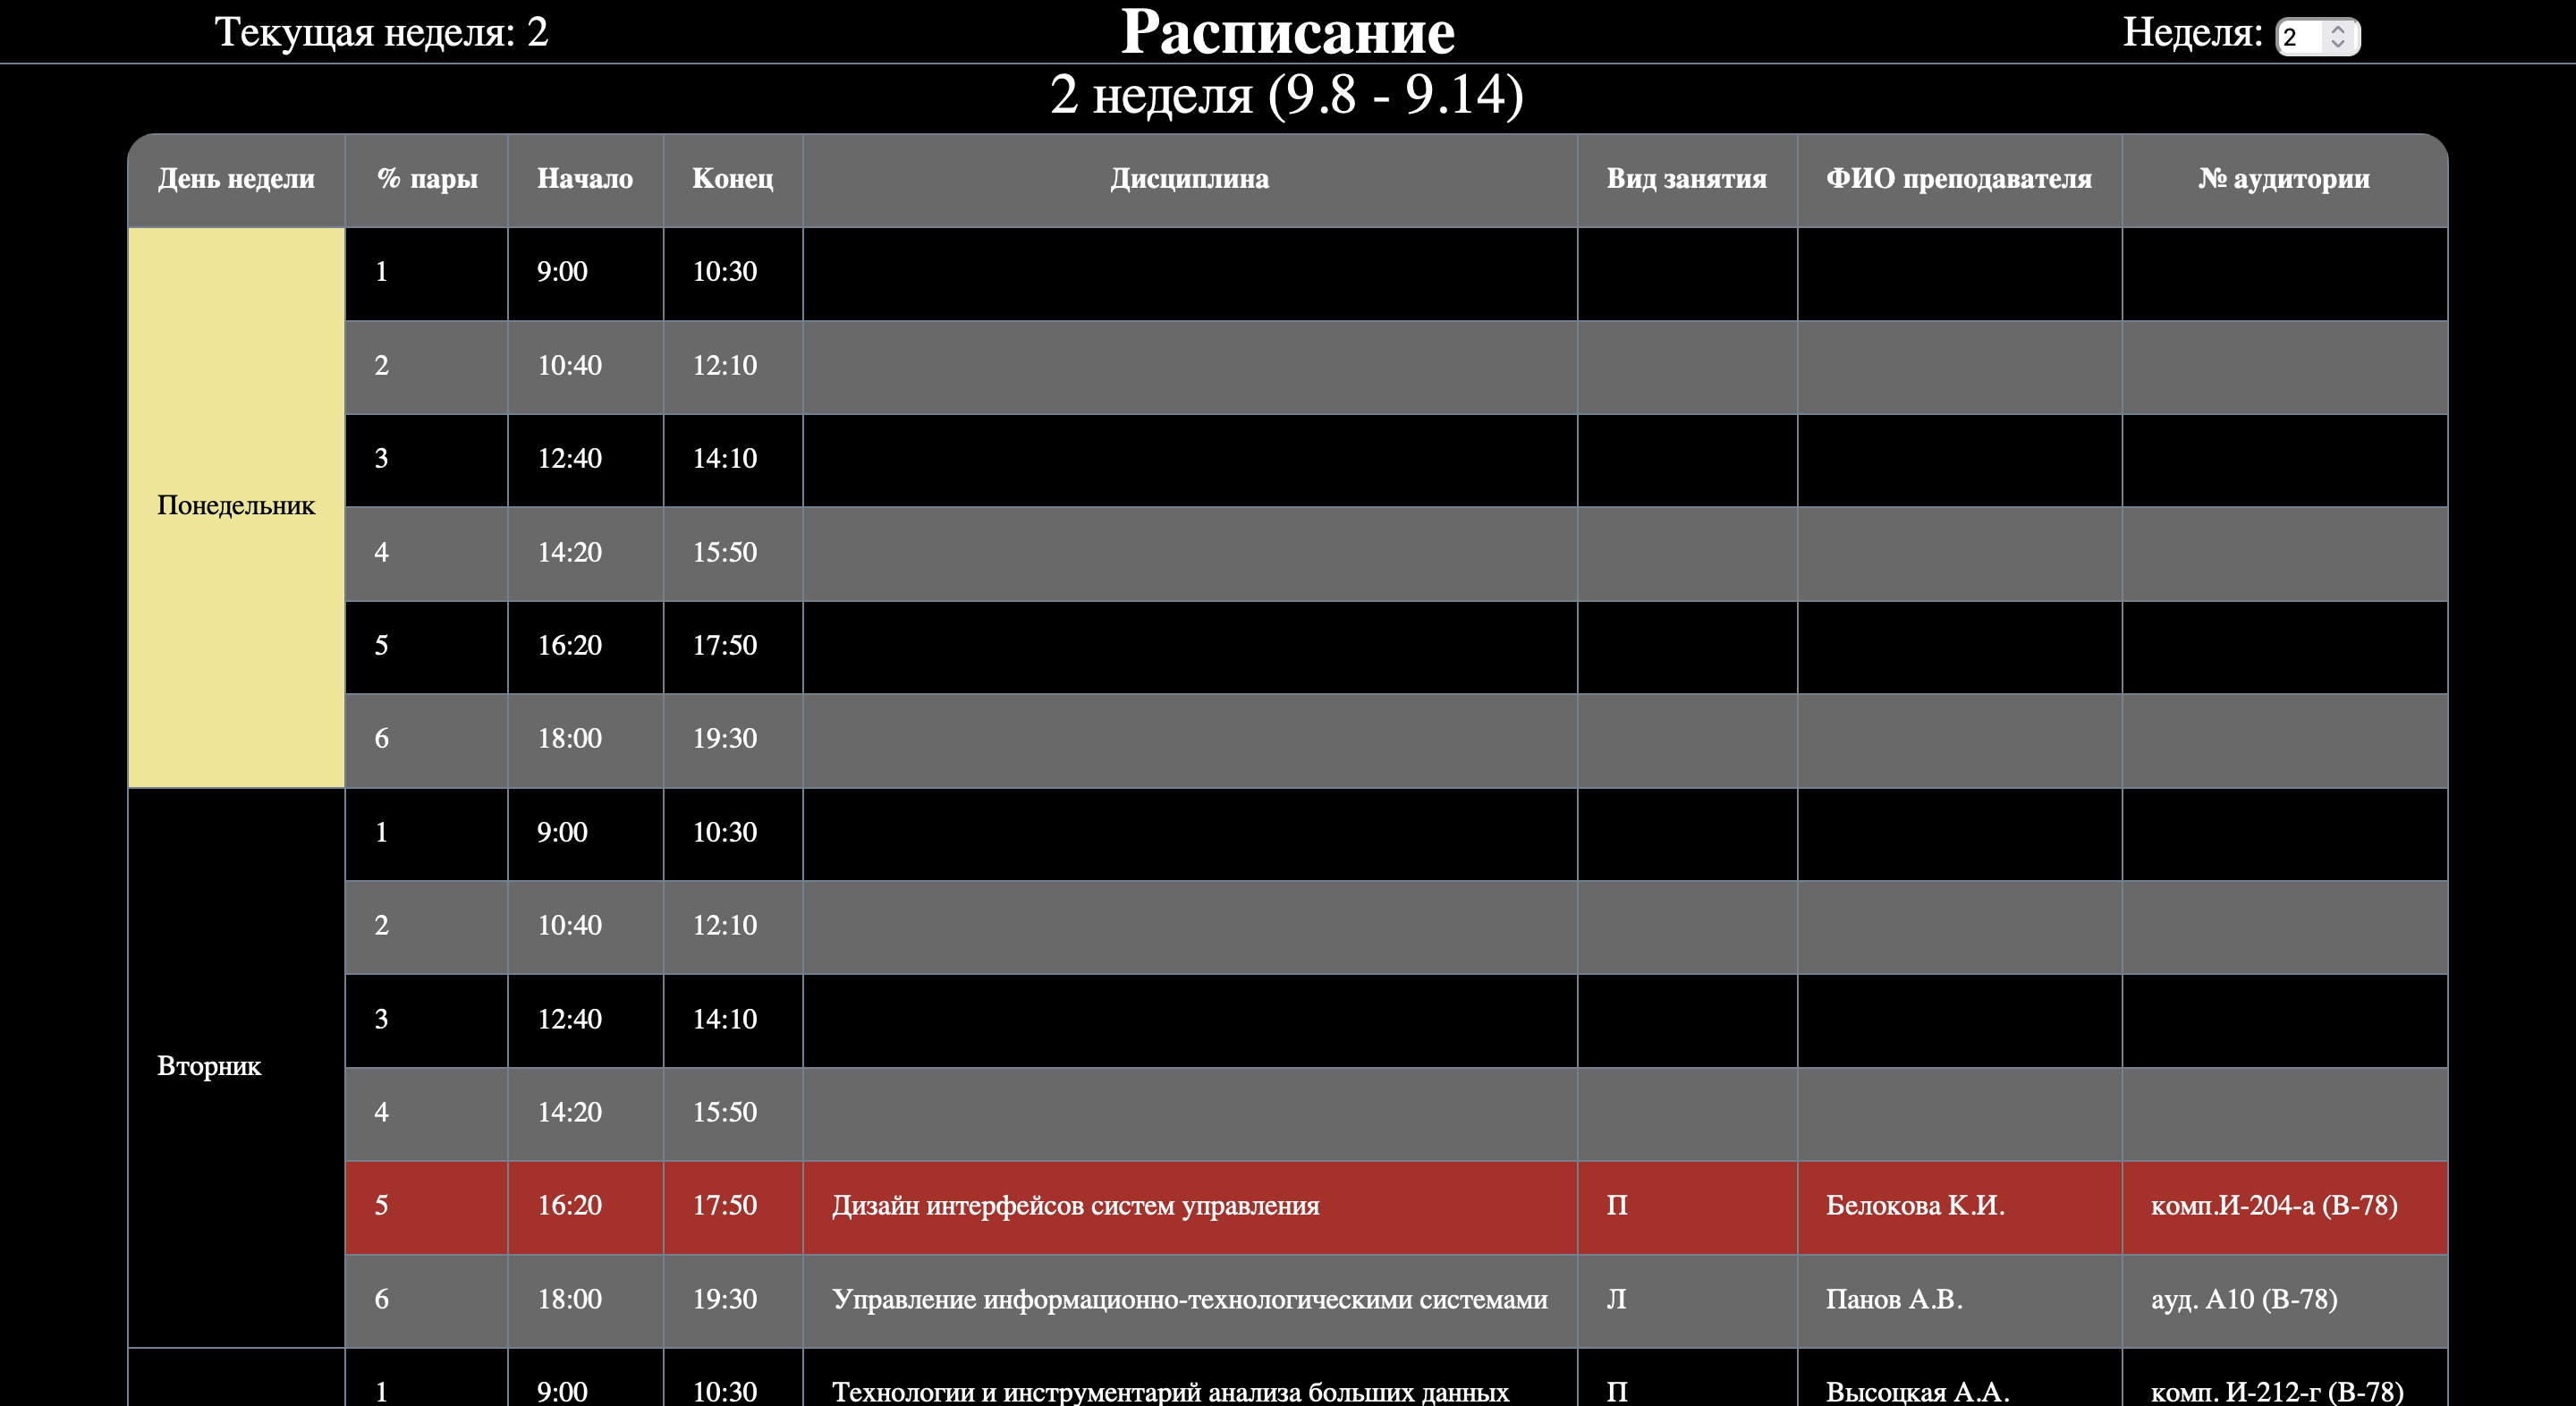 Текущая неделя: 2 Расписание Неделя: 2
2 неделя (9.8 - 9.14)
День недели % пары Начало Конец Дисциплина Вид занятия ФИО преподавателя № аудитории
1 9:00 10:30
2 10:40 12:10
3 12:40 14:10
Понедельник
4 14:20 15:50
5 16:20 17:50
6 18:00 19:30
1 9:00 10:30
2 10:40 12:10
3 12:40 14:10
Вторник
4 14:20 15:50
5 16:20 17:50 Дизайн интерфейсов систем управления П Белокова К.И. комп.И-204-а (В-78)
6 18:00 19:30 Управление информационно-технологическими системами Л Панов А.В. ауд. А10 (В-78)
1 9:00 10:30 Технологии и инструментарий анализа больших данных П Высоцкая А.А. комп. И-212-г (В-78)